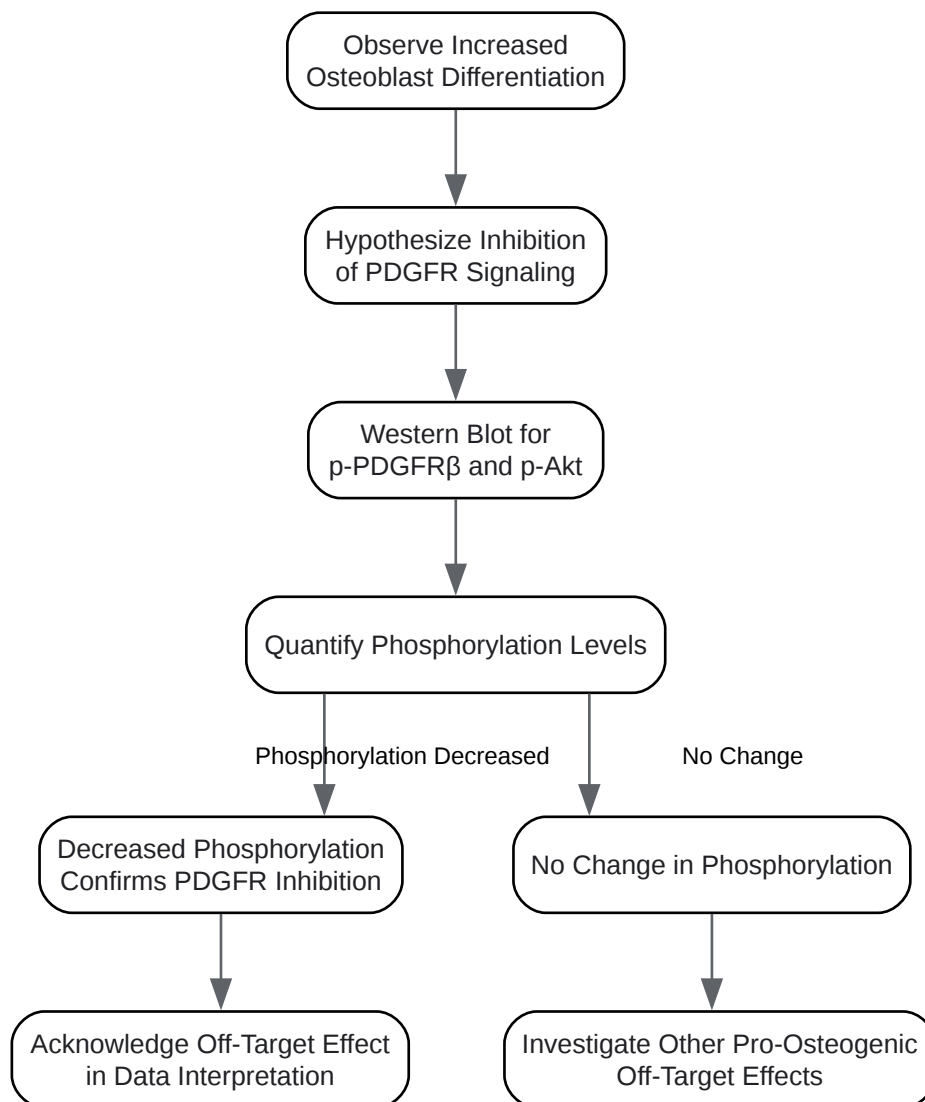 Observe Increased
Osteoblast Differentiation
Hypothesize Inhibition
of PDGFR Signaling
Western Blot for
p-PDGFRβ and p-Akt
Quantify Phosphorylation Levels
Phosphorylation Decreased
No Change
Decreased Phosphorylation
Confirms PDGFR Inhibition
No Change in Phosphorylation
Acknowledge Off-Target Effect
in Data Interpretation
Investigate Other Pro-Osteogenic
Off-Target Effects